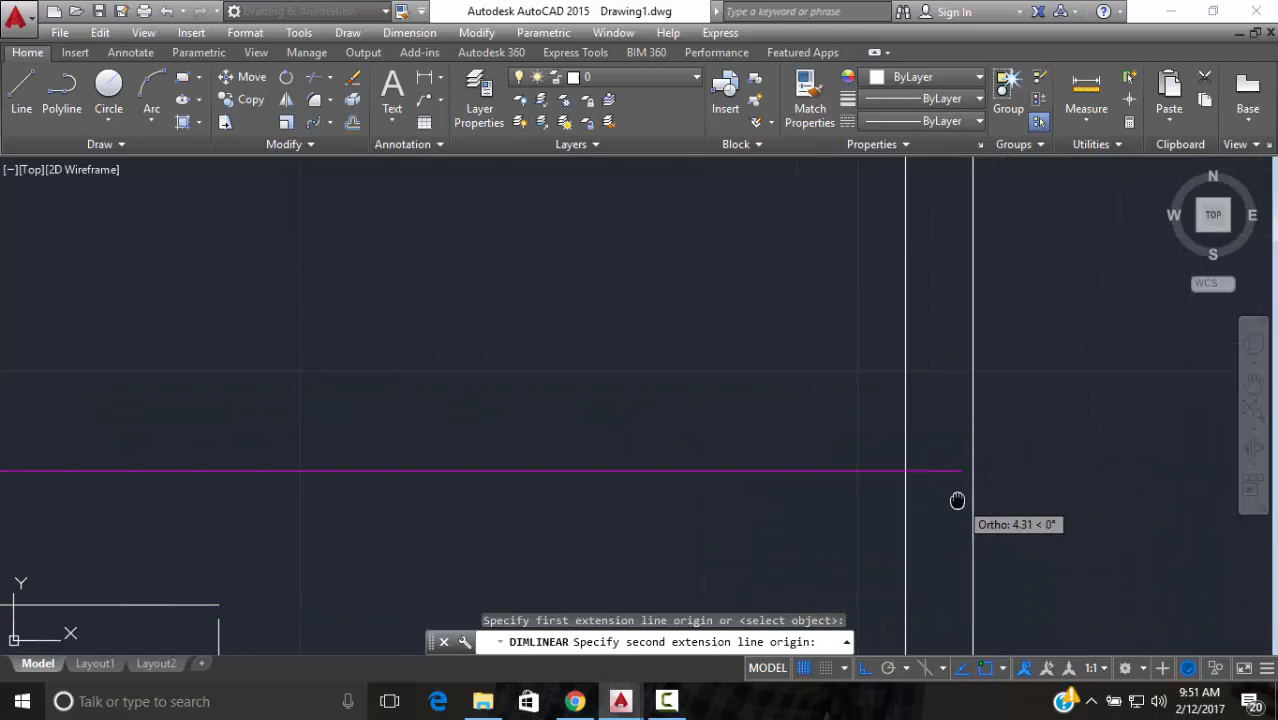 Drafting & Annotation
Autodesk AutoCAD 2015 Drawing1.dwg
Type a keyword or phrase
Sign In
File Edit View Insert Format Tools Draw Dimension Modify Parametric Window Help Express
Home Insert Annotate Parametric View Manage Output Add-ins Autodesk 360 Express Tools BIM 360 Performance Featured Apps
Line Polyline Circle Arc
Move
Copy
Text
Layer Properties
0
Insert
Match Properties
ByLayer
ByLayer
ByLayer
Group
Measure
Paste
Base
Draw Modify Annotation Layers Block Properties Groups Utilities Clipboard View
[−][Top][2D Wireframe]
N
W TOP E
S
WCS
Ortho: 4.31 < 0°
Y
X
Specify first extension line origin or <select object>:
DIMLINEAR Specify second extension line origin:
Model Layout1 Layout2 +
MODEL
1:1
Talk or type to search
9:51 AM
2/12/2017
20